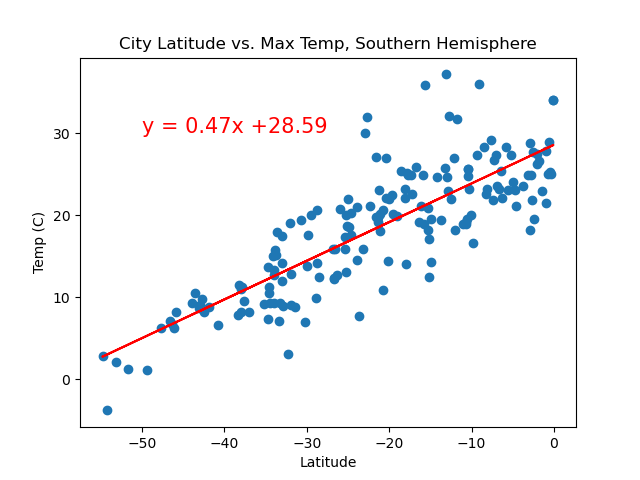 City Latitude vs. Max Temp, Southern Hemisphere
y = 0.47x +28.59
30
20
10
0
Temp (C)
−50
−40
−30
−20
−10
0
Latitude